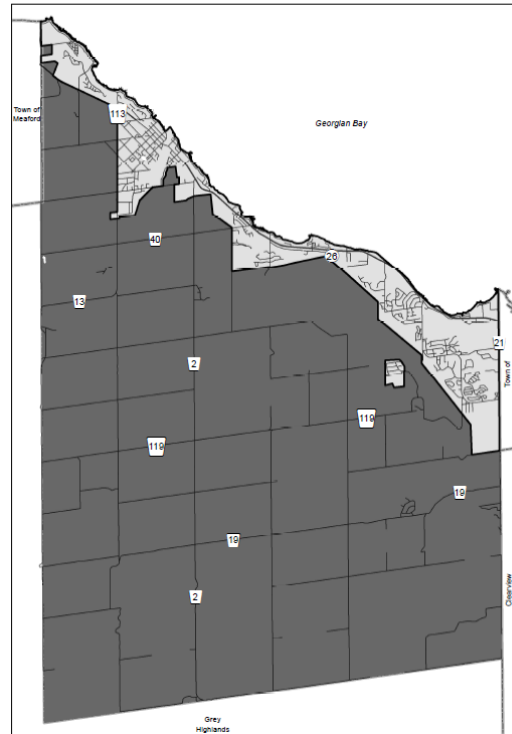 Town of
Meaford
113
Georgian Bay
40
26
13
21
2
Town of
119
119
19
19
2
Clearview
Grey
Highlands